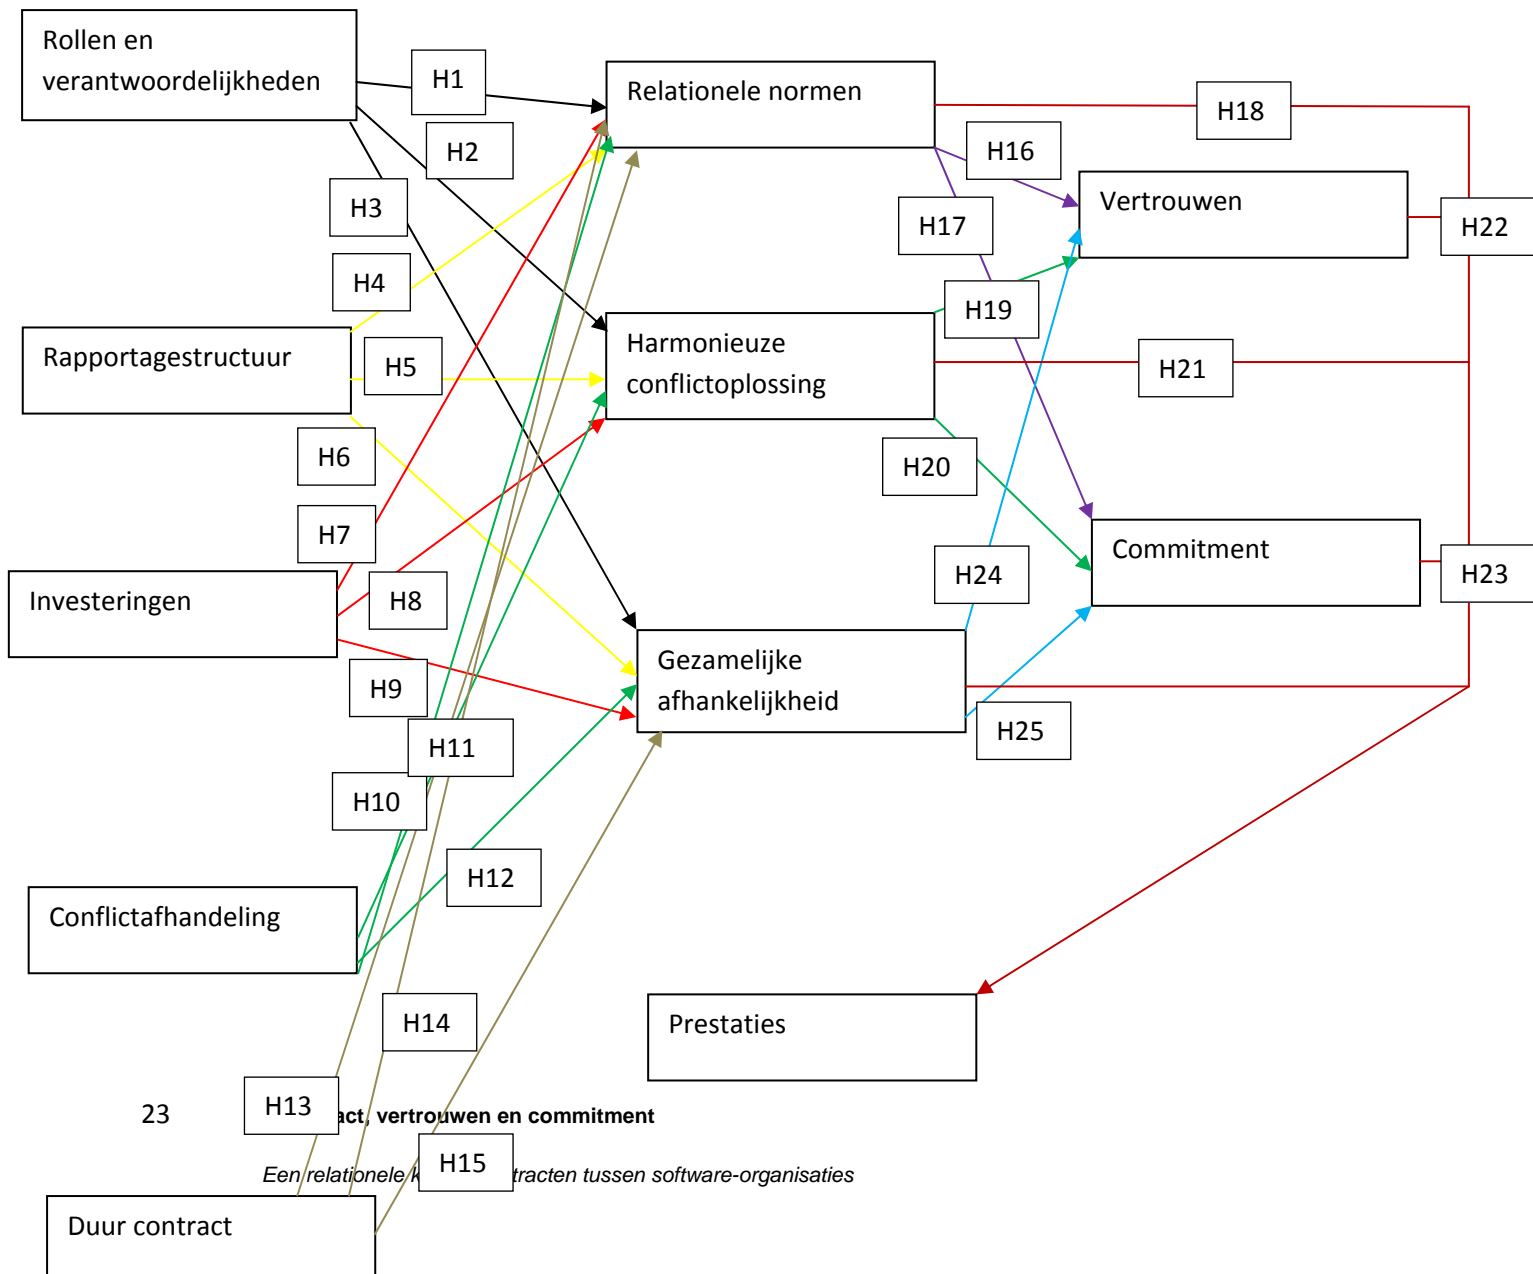 Rollen en
verantwoordelijkheden
H1
Relationele normen
H18
H2
H16
H3
Vertrouwen
H17
H22
H4
Rapportagestructuur
H5
Harmonieuze
conflictoplossing
H19
H21
H6
H20
H7
Commitment
H24
H23
Investeringen
H8
H9
Gezamelijke
afhankelijkheid
H25
H11
H10
H12
Conflictafhandeling
H14
Prestaties
23
H13
act, vertrouwen en commitment
H15
Een relationele k tracten tussen software-organisaties
Duur contract